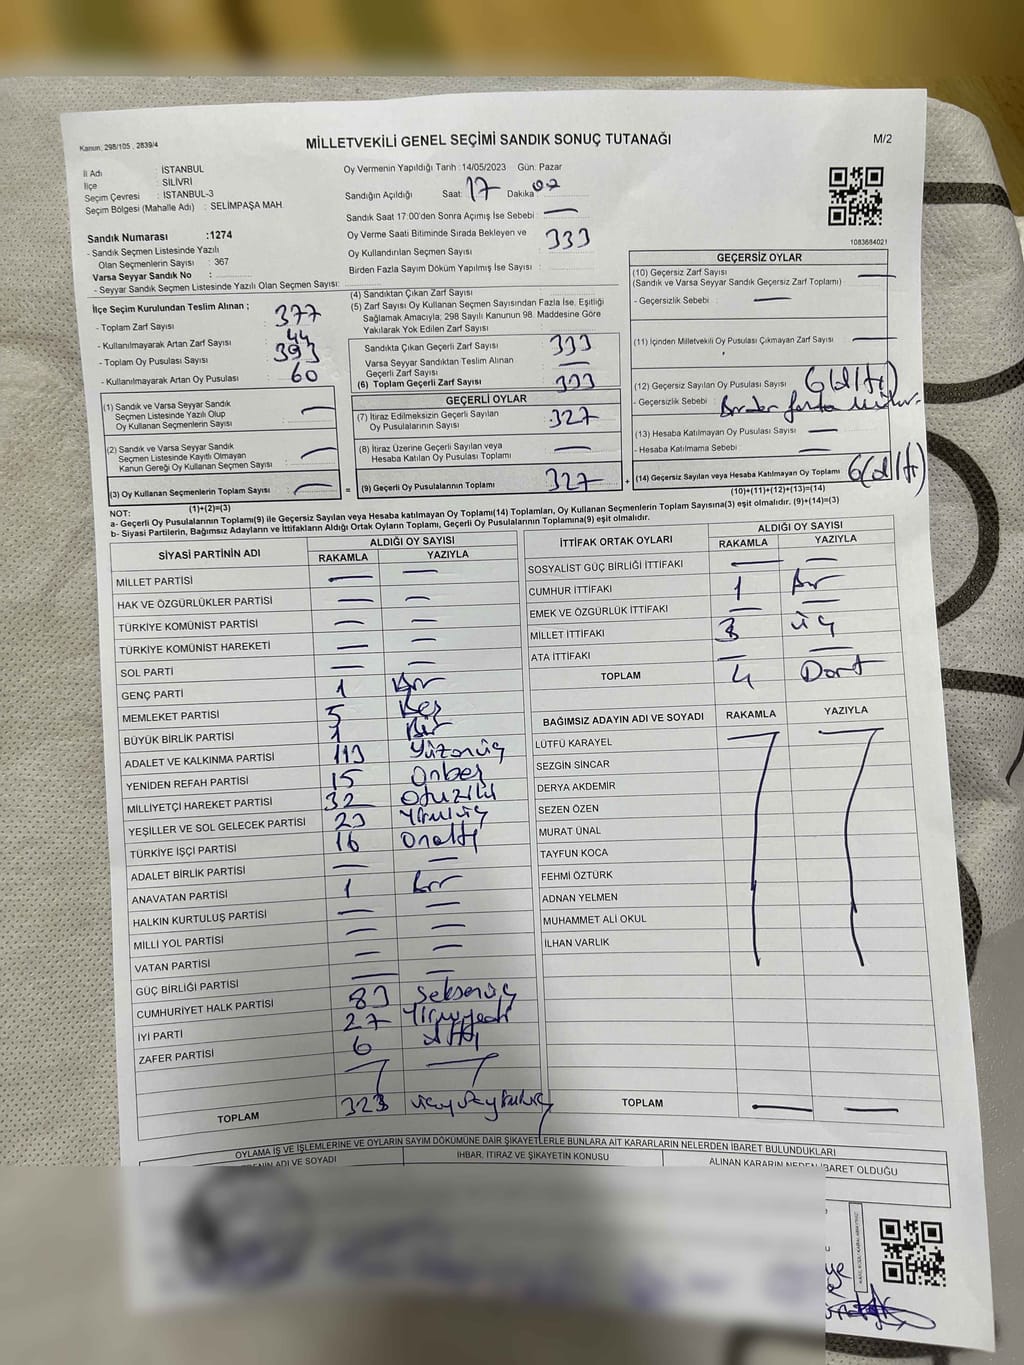 Kanun, 298/105 , 2839/4
MİLLETVEKİLİ GENEL SEÇİMİ SANDIK SONUÇ TUTANAĞI
M/2
İl Adı : İSTANBUL
İlçe : SİLİVRİ
Seçim Çevresi : İSTANBUL-3
Seçim Bölgesi (Mahalle Adı) : SELİMPAŞA MAH.
Oy Vermenin Yapıldığı Tarih : 14/05/2023 Gün: Pazar
Sandığın Açıldığı Saat: 17 Dakika: 02
Sandık Saat 17:00'den Sonra Açımış İse Sebebi : —
Oy Verme Saati Bitiminde Sırada Bekleyen ve
Oy Kullandırılan Seçmen Sayısı : 333
Birden Fazla Sayım Döküm Yapılmış İse Sayısı :
1083684021
Sandık Numarası :1274
- Sandık Seçmen Listesinde Yazılı
Olan Seçmenlerin Sayısı : 367
Varsa Seyyar Sandık No :
- Seyyar Sandık Seçmen Listesinde Yazılı Olan Seçmen Sayısı:
İlçe Seçim Kurulundan Teslim Alınan ;
- Toplam Zarf Sayısı : 377
- Kullanılmayarak Artan Zarf Sayısı : 44
- Toplam Oy Pusulası Sayısı : 393
- Kullanılmayarak Artan Oy Pusulası : 60
(1) Sandık ve Varsa Seyyar Sandık
Seçmen Listesinde Yazılı Olup
Oy Kullanan Seçmenlerin Sayısı : —
(2) Sandık ve Varsa Seyyar Sandık
Seçmen Listesinde Kayıtlı Olmayan
Kanun Gereği Oy Kullanan Seçmen Sayısı : —
(3) Oy Kullanan Seçmenlerin Toplam Sayısı : —
(1)+(2)=(3)
(4) Sandıktan Çıkan Zarf Sayısı :
(5) Zarf Sayısı Oy Kullanan Seçmen Sayısından Fazla İse, Eşitliği
Sağlamak Amacıyla; 298 Sayılı Kanunun 98. Maddesine Göre
Yakılarak Yok Edilen Zarf Sayısı :
Sandıkta Çıkan Geçerli Zarf Sayısı : 333
Varsa Seyyar Sandıktan Teslim Alınan
Geçerli Zarf Sayısı : —
(6) Toplam Geçerli Zarf Sayısı : 333
GEÇERLİ OYLAR
(7) İtiraz Edilmeksizin Geçerli Sayılan
Oy Pusulalarının Sayısı : 327
(8) İtiraz Üzerine Geçerli Sayılan veya
Hesaba Katılan Oy Pusulası Toplamı : —
= (9) Geçerli Oy Pusulalarının Toplamı : 327
GEÇERSİZ OYLAR
(10) Geçersiz Zarf Sayısı : —
(Sandık ve Varsa Seyyar Sandık Geçersiz Zarf Toplamı)
- Geçersizlik Sebebi : —
(11) İçinden Milletvekili Oy Pusulası Çıkmayan Zarf Sayısı : —
(12) Geçersiz Sayılan Oy Pusulası Sayısı : 6(altı)
- Geçersizlik Sebebi : Birden fazla
(13) Hesaba Katılmayan Oy Pusulası Sayısı : —
- Hesaba Katılmama Sebebi : —
+ (14) Geçersiz Sayılan veya Hesaba Katılmayan Oy Toplamı : 6(altı)
(10)+(11)+(12)+(13)=(14)
NOT:
a- Geçerli Oy Pusulalarının Toplamı(9) ile Geçersiz Sayılan veya Hesaba katılmayan Oy Toplamı(14) Toplamları, Oy Kullanan Seçmenlerin Toplam Sayısına(3) eşit olmalıdır. (9)+(14)=(3)
b- Siyasi Partilerin, Bağımsız Adayların ve İttifakların Aldığı Ortak Oyların Toplamı, Geçerli Oy Pusulalarının Toplamına(9) eşit olmalıdır.
SİYASİ PARTİNİN ADI ALDIĞI OY SAYISI
RAKAMLA YAZIYLA
MİLLET PARTİSİ — —
HAK VE ÖZGÜRLÜKLER PARTİSİ — —
TÜRKİYE KOMÜNİST PARTİSİ — —
TÜRKİYE KOMÜNİST HAREKETİ — —
SOL PARTİ — —
GENÇ PARTİ 1 Bir
MEMLEKET PARTİSİ 5 Beş
BÜYÜK BİRLİK PARTİSİ 1 Bir
ADALET VE KALKINMA PARTİSİ 113 Yüzonüç
YENİDEN REFAH PARTİSİ 15 Onbeş
MİLLİYETÇİ HAREKET PARTİSİ 32 Otuziki
YEŞİLLER VE SOL GELECEK PARTİSİ 23 Yirmiüç
TÜRKİYE İŞÇİ PARTİSİ 16 Onaltı
ADALET BİRLİK PARTİSİ — —
ANAVATAN PARTİSİ 1 Bir
HALKIN KURTULUŞ PARTİSİ — —
MİLLİ YOL PARTİSİ — —
VATAN PARTİSİ — —
GÜÇ BİRLİĞİ PARTİSİ — —
CUMHURİYET HALK PARTİSİ 83 Seksenüç
İYİ PARTİ 27 Yirmiyedi
ZAFER PARTİSİ 6 Altı
TOPLAM 323 üçyüzyirmiüç
İTTİFAK ORTAK OYLARI ALDIĞI OY SAYISI
RAKAMLA YAZIYLA
SOSYALİST GÜÇ BİRLİĞİ İTTİFAKI — —
CUMHUR İTTİFAKI 1 Bir
EMEK VE ÖZGÜRLÜK İTTİFAKI — —
MİLLET İTTİFAKI 3 üç
ATA İTTİFAKI — —
TOPLAM 4 Dört
BAĞIMSIZ ADAYIN ADI VE SOYADI RAKAMLA YAZIYLA
LÜTFÜ KARAYEL
SEZGİN SİNCAR
DERYA AKDEMİR
SEZEN ÖZEN
MURAT ÜNAL
TAYFUN KOCA
FEHMİ ÖZTÜRK
ADNAN YELMEN
MUHAMMET ALİ OKUL
İLHAN VARLIK
TOPLAM — —
OYLAMA İŞ VE İŞLEMLERİNE VE OYLARIN SAYIM DÖKÜMÜNE DAİR ŞİKAYETLERLE BUNLARA AİT KARARLARIN NELERDEN İBARET BULUNDUKLARI
ADI VE SOYADI İHBAR, İTİRAZ VE ŞİKAYETİN KONUSU ALINAN KARARIN NEDEN İBARET OLDUĞU